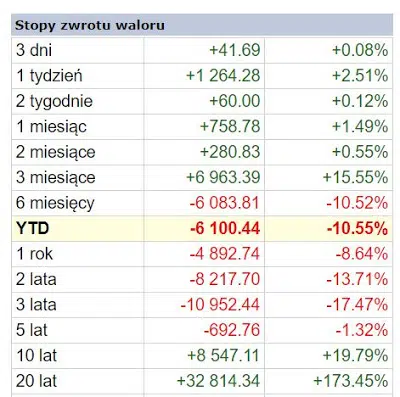 Stopy zwrotu waloru
3 dni +41.69 +0.08%
1 tydzień +1 264.28 +2.51%
2 tygodnie +60.00 +0.12%
1 miesiąc +758.78 +1.49%
2 miesiące +280.83 +0.55%
3 miesiące +6 963.39 +15.55%
6 miesięcy -6 083.81 -10.52%
YTD -6 100.44 -10.55%
1 rok -4 892.74 -8.64%
2 lata -8 217.70 -13.71%
3 lata -10 952.44 -17.47%
5 lat -692.76 -1.32%
10 lat +8 547.11 +19.79%
20 lat +32 814.34 +173.45%